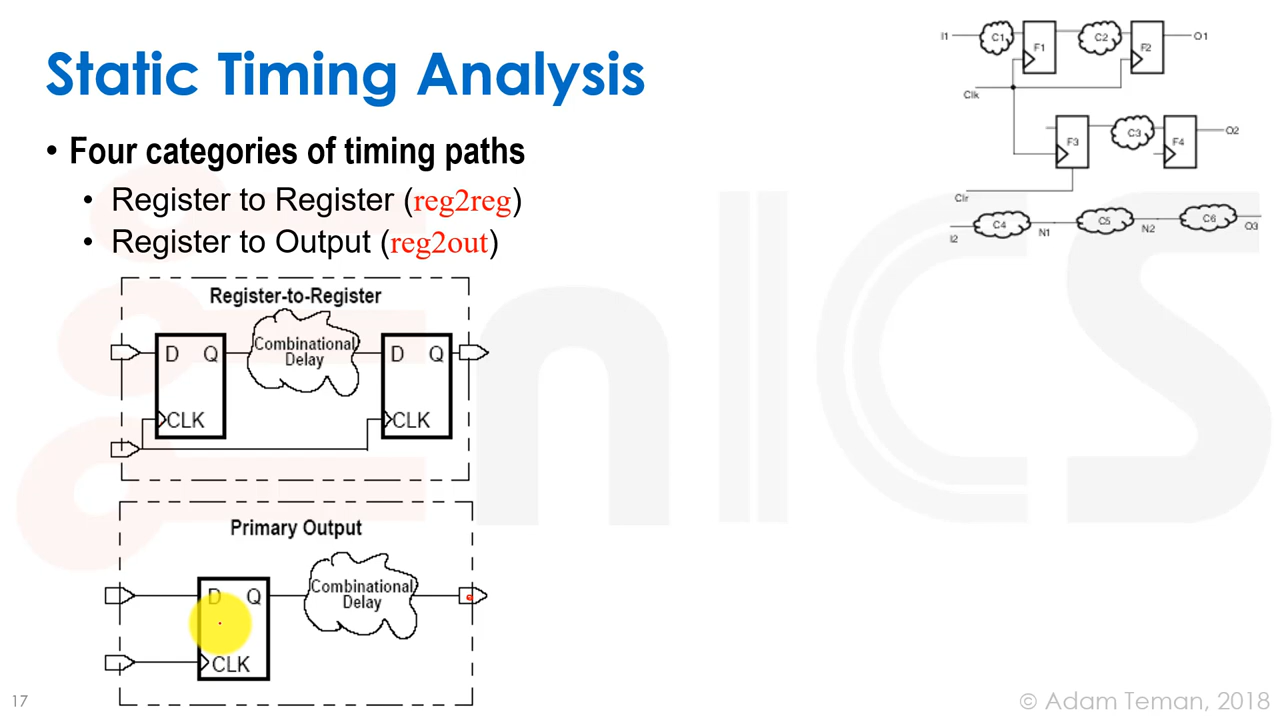 Static Timing Analysis
• Four categories of timing paths
• Register to Register (reg2reg)
• Register to Output (reg2out)
I1
C1
F1
C2
F2
O1
Clk
F3
C3
F4
O2
Clr
I2
C4
N1
C5
N2
C6
O3
Register-to-Register
D Q
Combinational
Delay
D Q
CLK
CLK
Primary Output
D Q
Combinational
Delay
CLK
enICS
17
© Adam Teman, 2018